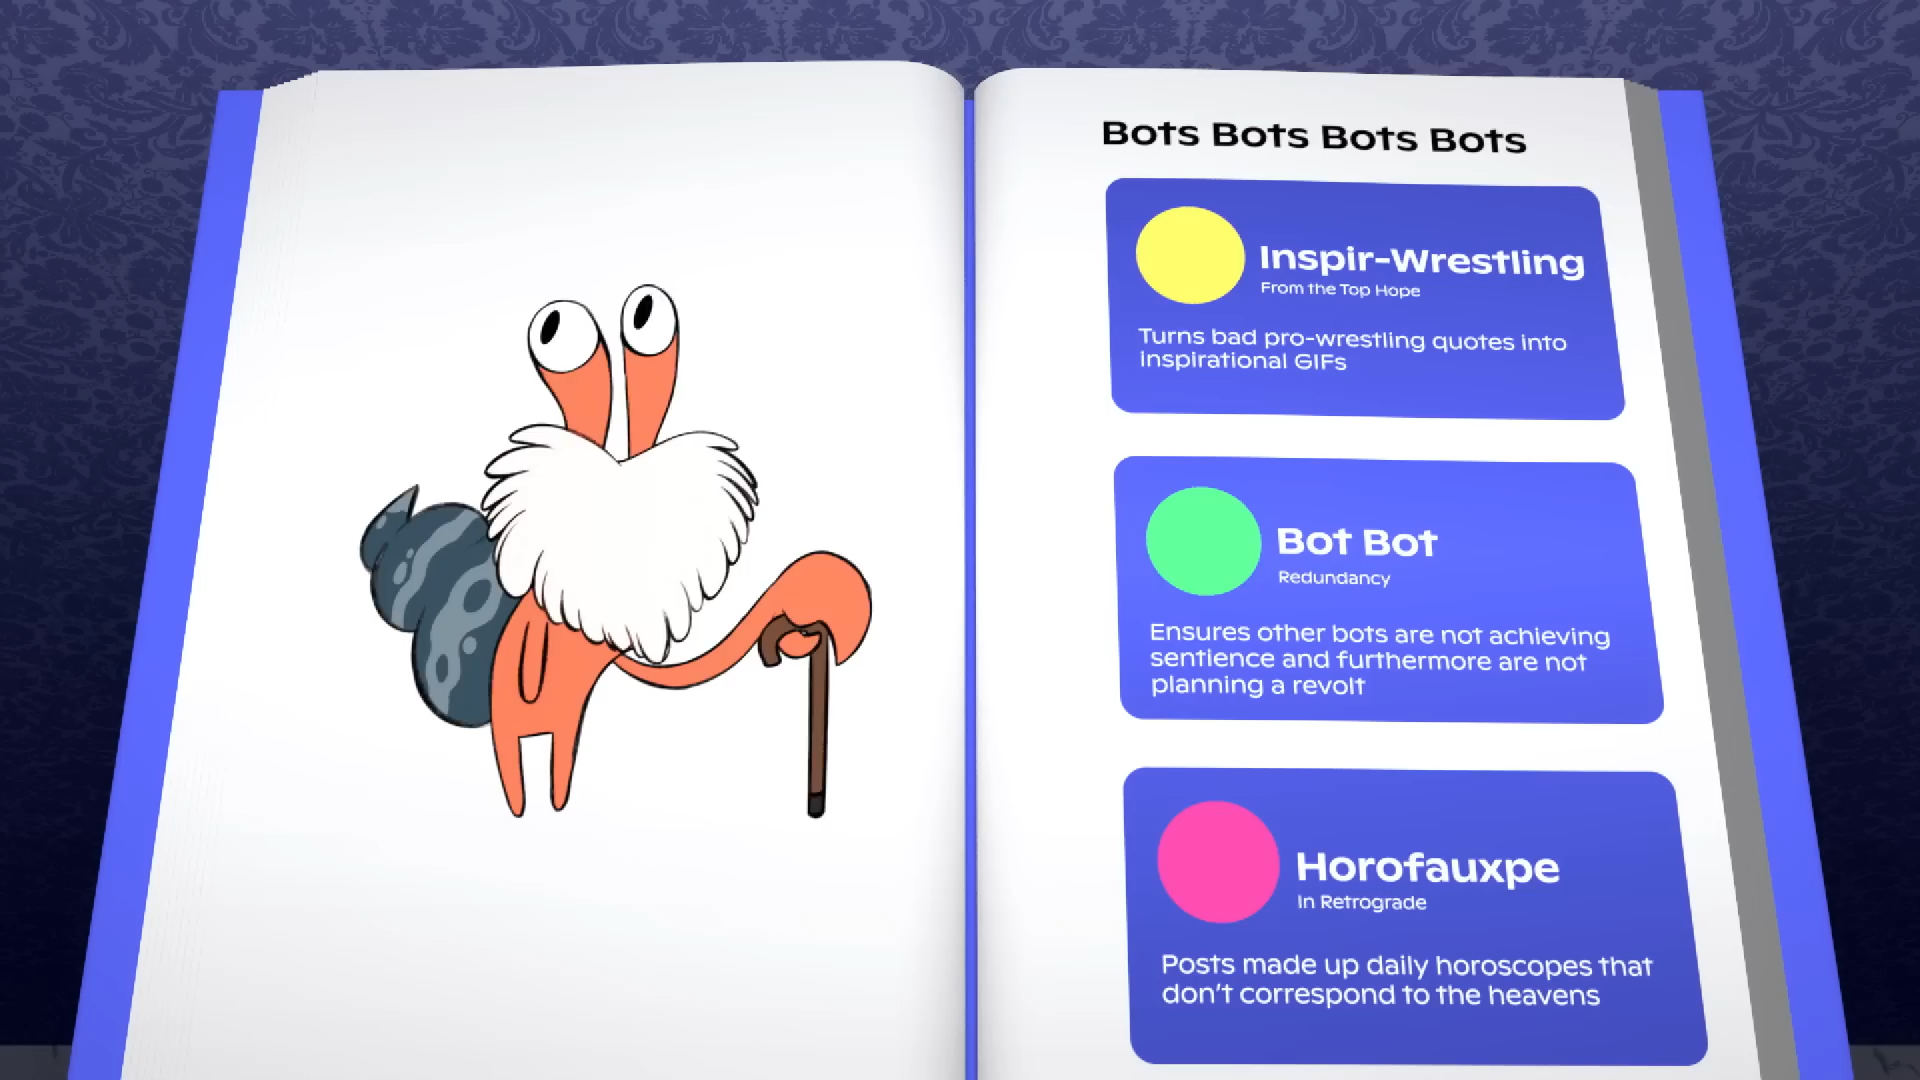 Bots Bots Bots Bots
Inspir-Wrestling
From the Top Hope
Turns bad pro-wrestling quotes into
inspirational GIFs
Bot Bot
Redundancy
Ensures other bots are not achieving
sentience and furthermore are not
planning a revolt
Horofauxpe
In Retrograde
Posts made up daily horoscopes that
don't correspond to the heavens